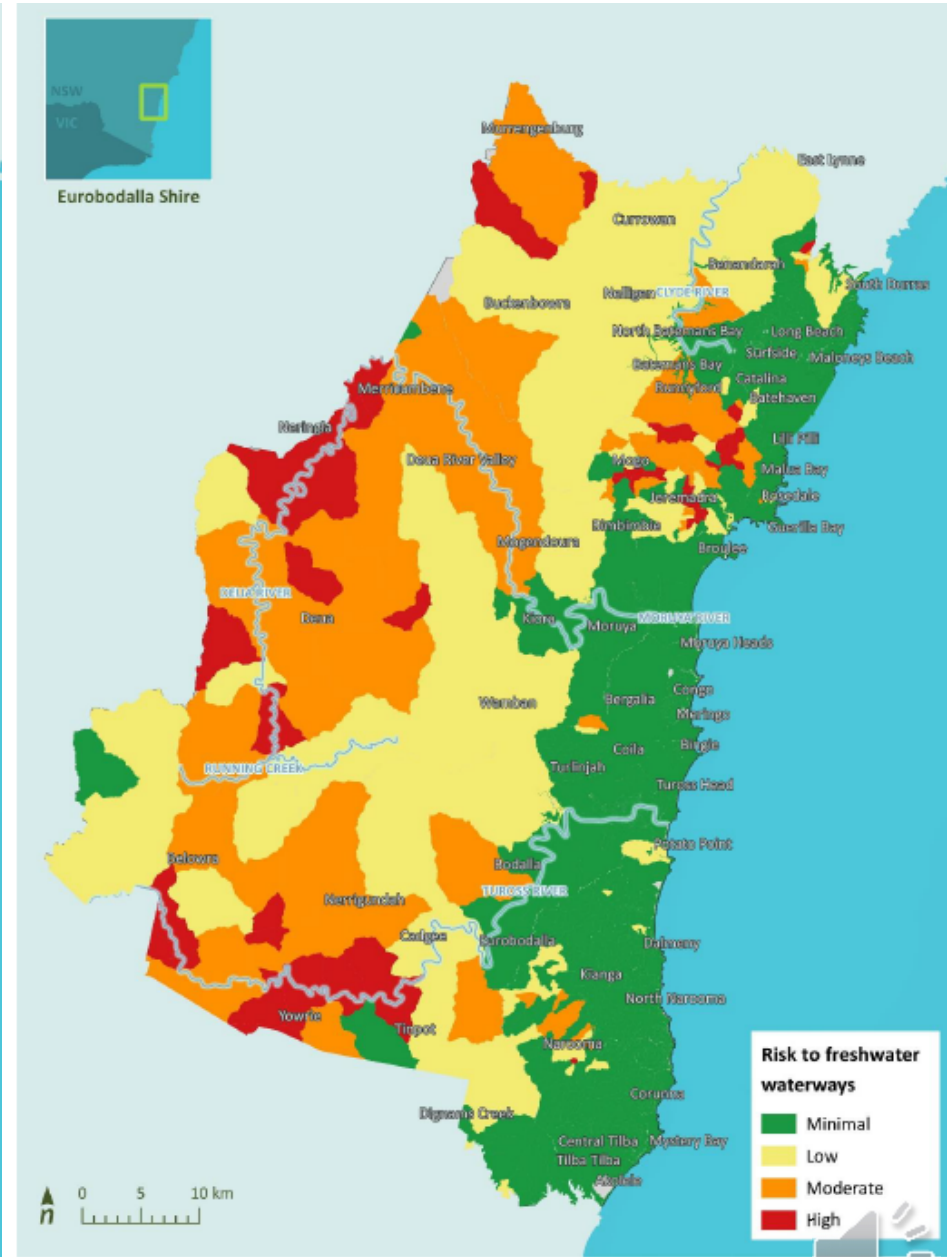 NSW
VIC
Eurobodalla Shire
Murrengenburg
East Lynne
Currowan
Benandarah
South Durras
Buckenbowra
Nelligen
CLYDE RIVER
North Batemans Bay
Long Beach
Surfside
Maloneys Beach
Batemans Bay
Catalina
Runnyford
Batehaven
Merricumbene
Neringla
Lilli Pilli
Deua River Valley
Mogo
Malua Bay
Jeremadra
Rosedale
Bimbimbie
Guerilla Bay
Mogendoura
Broulee
DEUA RIVER
Deua
Kiora
Moruya
MORUYA RIVER
Moruya Heads
Wamban
Bergalia
Congo
Meringo
Coila
Bingie
RUNNING CREEK
Turlinjah
Tuross Head
Potato Point
Belowra
Bodalla
TUROSS RIVER
Nerrigundah
Cadgee
Eurobodalla
Dalmeny
Kianga
North Narooma
Yowrie
Tinpot
Narooma
Corunna
Dignams Creek
Central Tilba
Mystery Bay
Tilba Tilba
Akolele
Risk to freshwater
waterways
Minimal
Low
Moderate
High
n
0 5 10 km